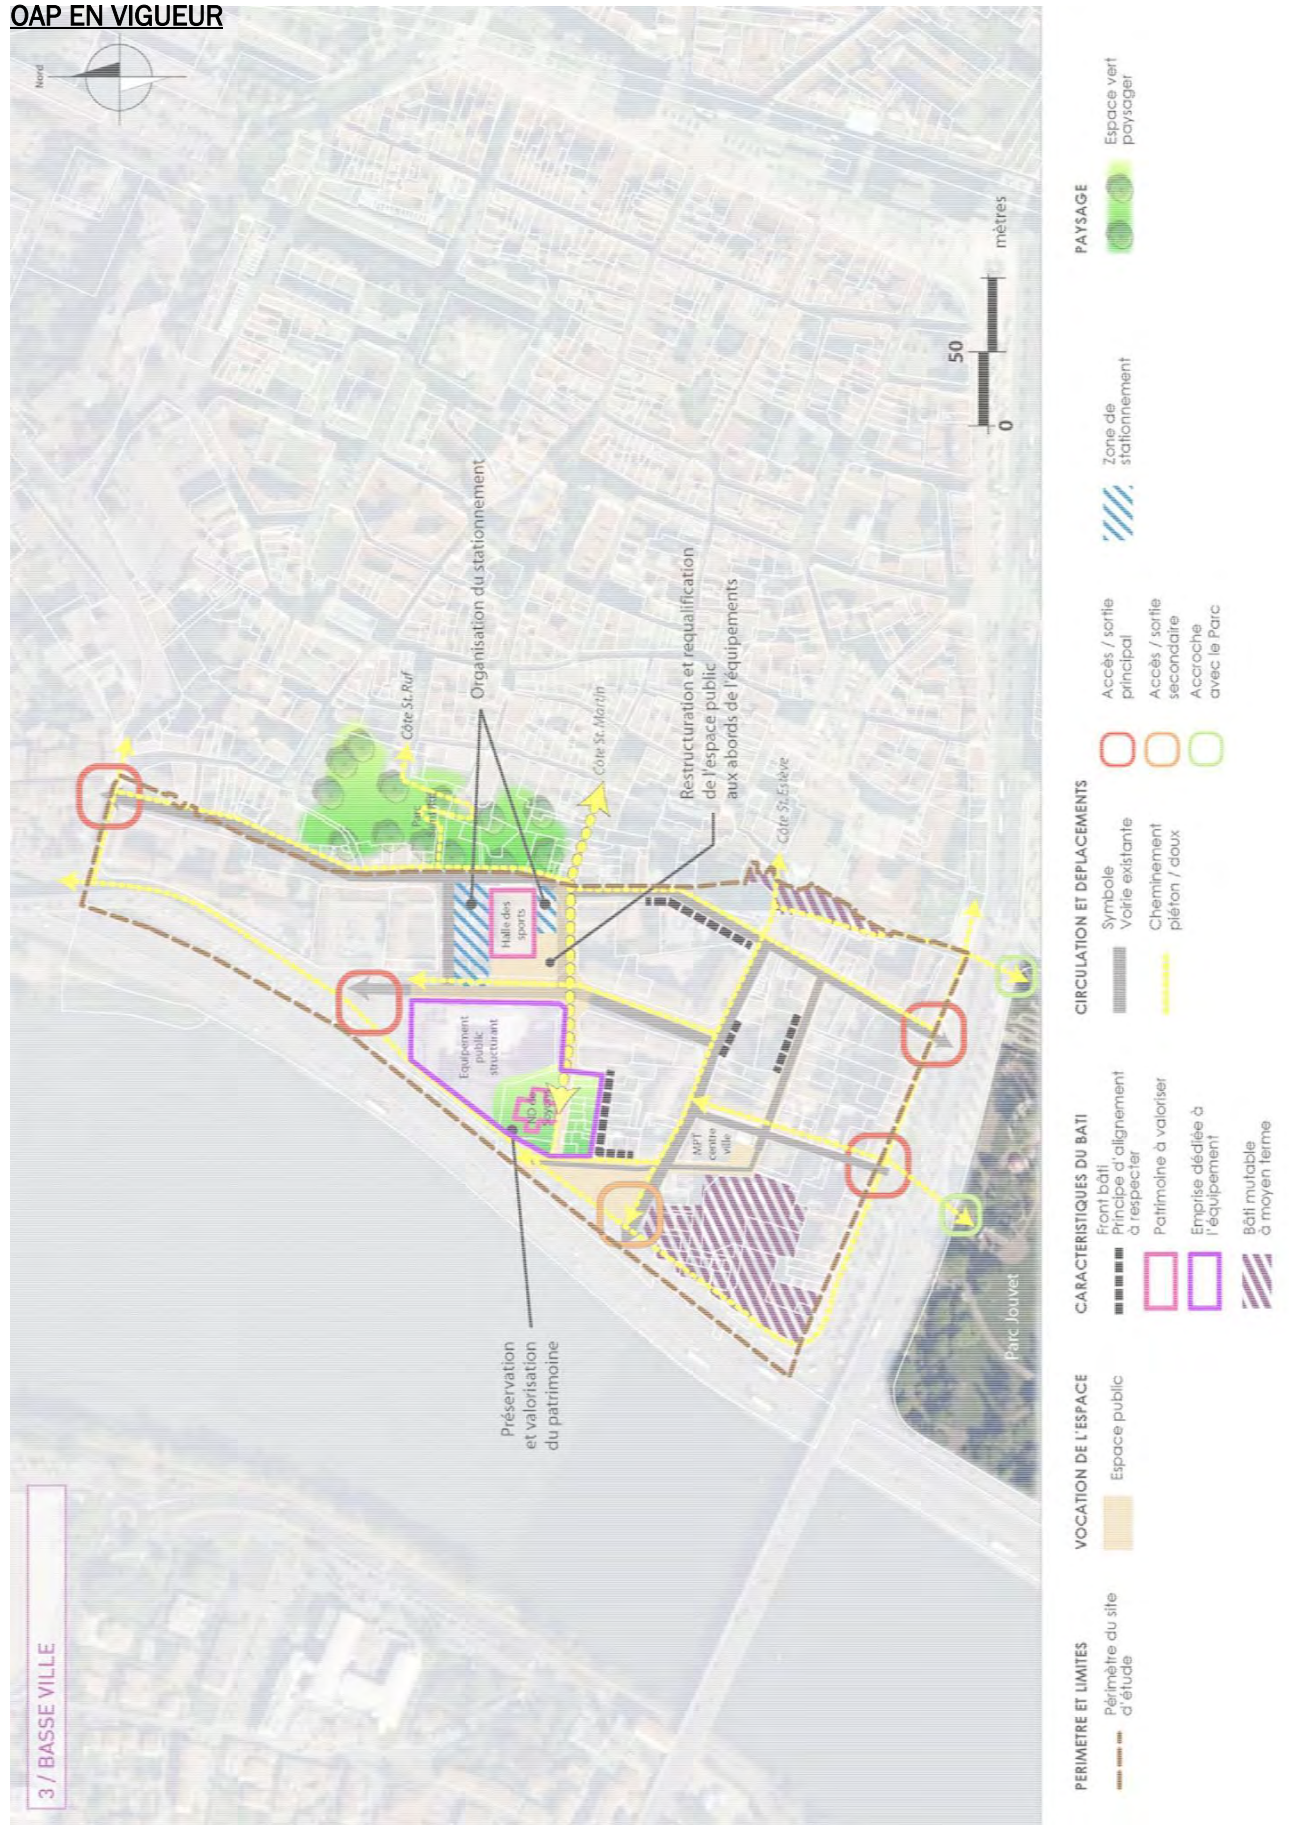 OAP EN VIGUEUR
3 / BASSE VILLE
Nord
Préservation
et valorisation
du patrimoine
Equipement
public
structurant
ND de
Halle des
sports
MPT
centre
ville
Parc
Côte St.Ruf
Organisation du stationnement
Côte St.Martin
Restructuration et requalification
de l'espace public
aux abords de l'équipements
Côte St.Estève
Parc Jouvet
0
50
mètres
PERIMETRE ET LIMITES
Périmètre du site
d'étude
VOCATION DE L'ESPACE
Espace public
CARACTERISTIQUES DU BATI
Front bâti
Principe d'alignement
à respecter
Patrimoine à valoriser
Emprise dédiée à
l'équipement
Bâti mutable
à moyen terme
CIRCULATION ET DEPLACEMENTS
Symbole
Voirie existante
Cheminement
piéton / doux
Accès / sortie
principal
Accès / sortie
secondaire
Accroche
avec le Parc
Zone de
stationnement
PAYSAGE
Espace vert
paysager